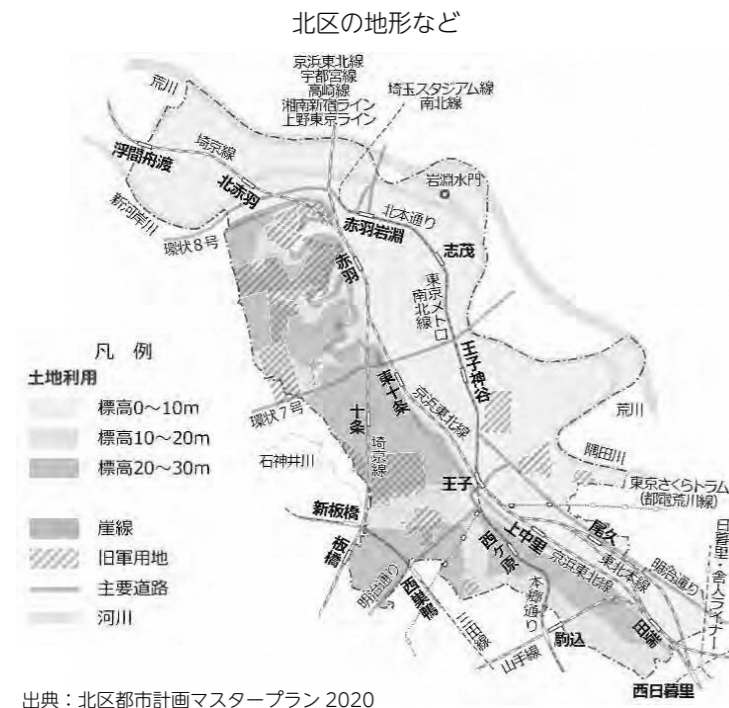 北区の地形など
京浜東北線
宇都宮線
高崎線
湘南新宿ライン
上野東京ライン
埼玉スタジアム線
南北線
荒川
埼京線
浮間舟渡
北赤羽
新河岸川
環状8号
岩淵水門
北本通り
赤羽岩淵
志茂
赤羽
東京メトロ
南北線
王子神谷
東十条
京浜東北線
環状7号
十条
埼京線
石神井川
荒川
隅田川
王子
東京さくらトラム
(都電荒川線)
新板橋
板橋
上中里
尾久
西ケ原
京浜東北線
東北本線
明治通り
日暮里・舎人ライナー
明治通り
西巣鴨
三田線
本郷通り
駒込
山手線
田端
西日暮里
凡 例
土地利用
標高0〜10m
標高10〜20m
標高20〜30m
崖線
旧軍用地
主要道路
河川
出典：北区都市計画マスタープラン 2020